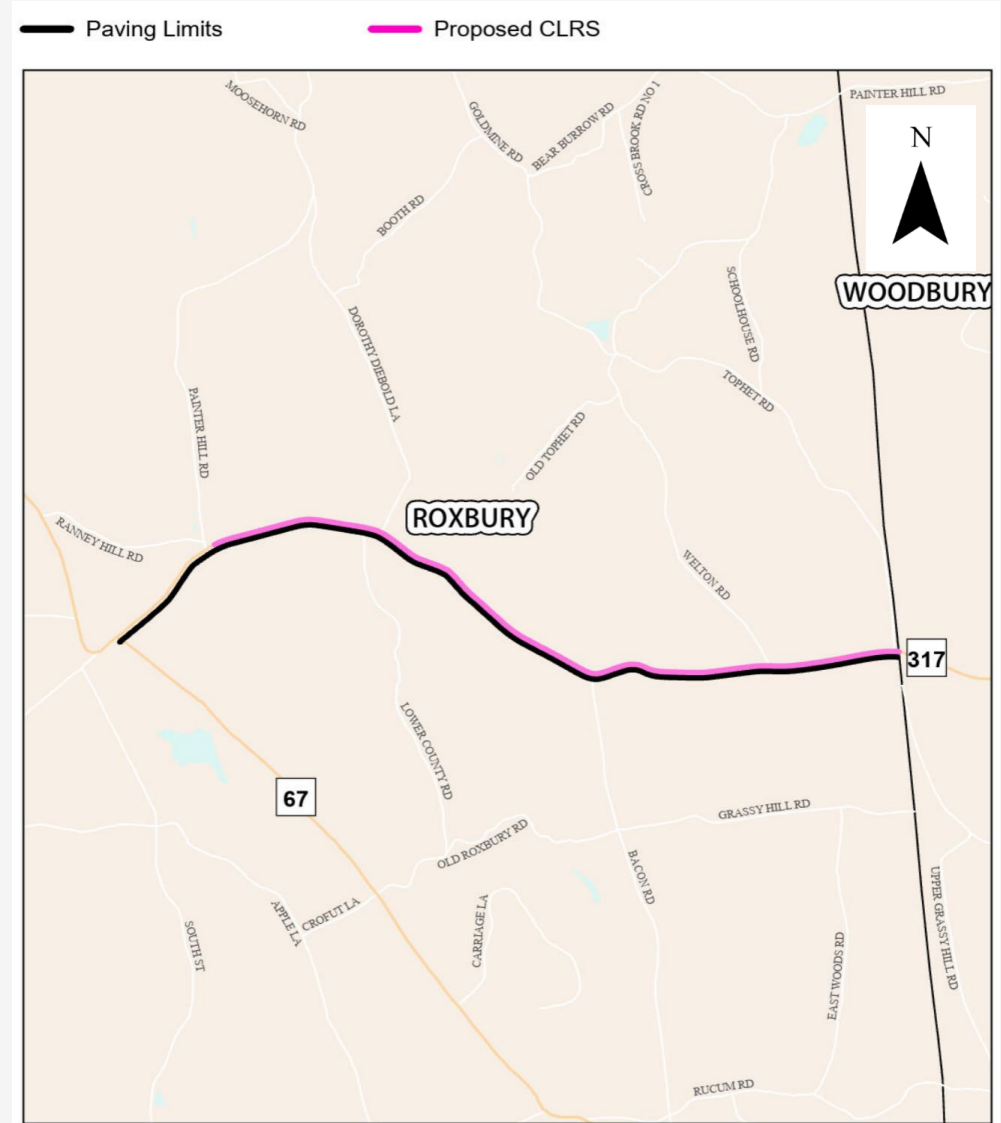 Paving Limits
Proposed CLRS
MOOSEHORN RD
GOLDMINE RD
BEAR BURROW RD
CROSS BROOK RD NO 1
PAINTER HILL RD
N
BOOTH RD
SCHOOLHOUSE RD
WOODBURY
DOROTHY DIEBOLD LA
TOPHET RD
PAINTER HILL RD
OLD TOPHET RD
ROXBURY
RANNEY HILL RD
WELTON RD
317
LOWER COUNTY RD
67
GRASSY HILL RD
OLD ROXBURY RD
BACON RD
UPPER GRASSY HILL RD
APPLE LA
CROFUT LA
CARRIAGE LA
SOUTH ST
EAST WOODS RD
RUCUM RD